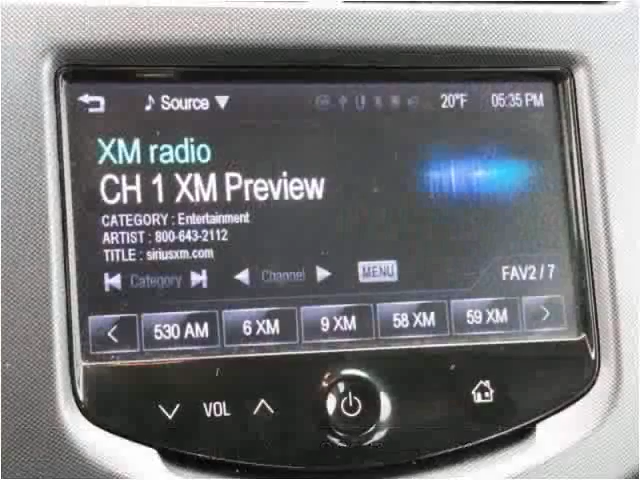 Source 20°F 05:35 PM
XM radio
CH 1 XM Preview
CATEGORY : Entertainment
ARTIST : 800-643-2112
TITLE : siriusxm.com
Category Channel MENU FAV2 / 7
530 AM 6 XM 9 XM 58 XM 59 XM
VOL